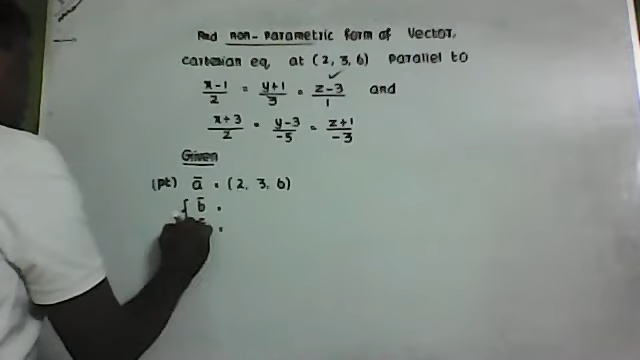 And non-Parametric form of Vector,
cartesian eq, at (2, 3, 6) Parallel to
x-1/2 = y+1/3 = z-3/1 and
x+3/2 = y-3/-5 = z+1/-3
Given
(pt) a̅ = (2, 3, 6)
b̅ =
=